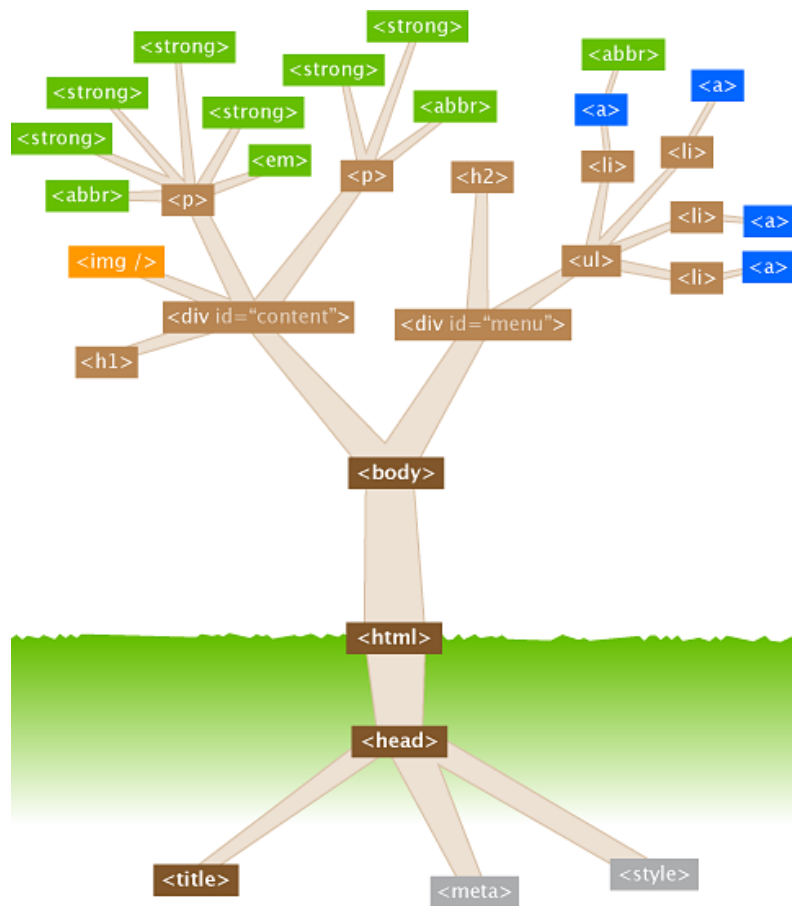 <strong>
<strong>
<abbr>
<a>
<strong>
<strong>
<a>
<strong>
<abbr>
<strong>
<li>
<em>
<li>
<p>
<h2>
<abbr>
<p>
<li>
<a>
<img />
<ul>
<li>
<a>
<div id=“content”>
<div id=“menu”>
<h1>
<body>
<html>
<head>
<title>
<style>
<meta>